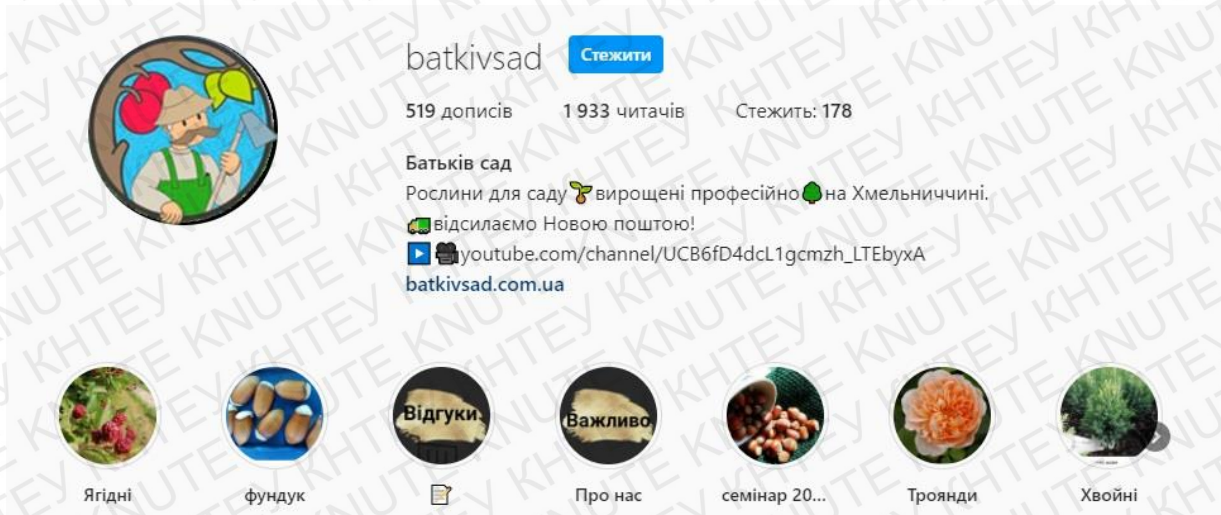 batkivsad Стежити
519 дописів 1 933 читачів Стежить: 178
Батьків сад
Рослини для саду🌱вирощені професійно🌳на Хмельниччині.
🚛відсилаємо Новою поштою!
▶️🎥youtube.com/channel/UCB6fD4dcL1gcmzh_LTEbyxA
batkivsad.com.ua
Відгуки Важливо
Ягідні фундук 📝 Про нас семінар 20... Троянди Хвойні
KNUTE КНТЕУ